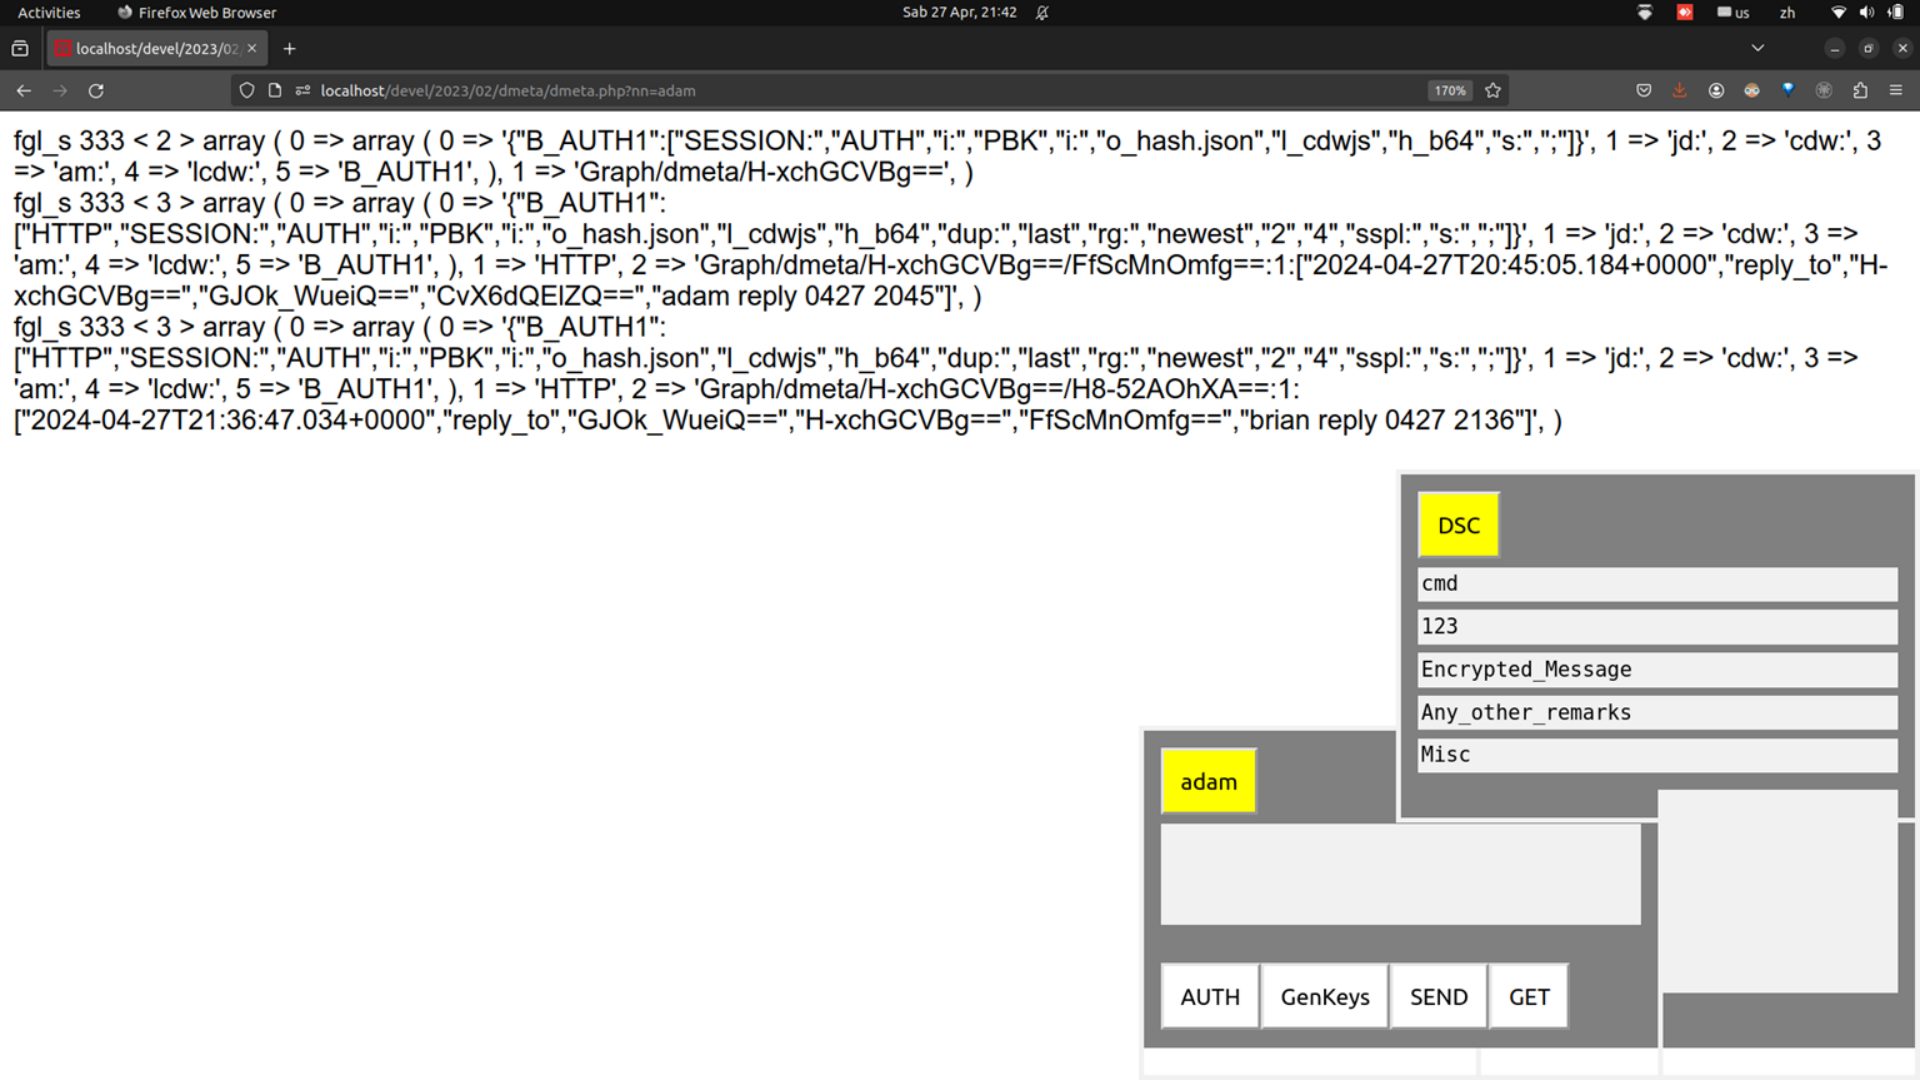 Activities Firefox Web Browser Sab 27 Apr, 21:42 us zh
localhost/devel/2023/02/
localhost/devel/2023/02/dmeta/dmeta.php?nn=adam 170%
fgl_s 333 < 2 > array ( 0 => array ( 0 => '{"B_AUTH1":["SESSION:","AUTH","i:","PBK","i:","o_hash.json","l_cdwjs","h_b64","s:",";"]}', 1 => 'jd:', 2 => 'cdw:', 3
=> 'am:', 4 => 'lcdw:', 5 => 'B_AUTH1', ), 1 => 'Graph/dmeta/H-xchGCVBg==', )
fgl_s 333 < 3 > array ( 0 => array ( 0 => '{"B_AUTH1":
["HTTP","SESSION:","AUTH","i:","PBK","i:","o_hash.json","l_cdwjs","h_b64","dup:","last","rg:","newest","2","4","sspl:","s:",";"]}', 1 => 'jd:', 2 => 'cdw:', 3 =>
'am:', 4 => 'lcdw:', 5 => 'B_AUTH1', ), 1 => 'HTTP', 2 => 'Graph/dmeta/H-xchGCVBg==/FfScMnOmfg==:1:["2024-04-27T20:45:05.184+0000","reply_to","H-
xchGCVBg==","GJOk_WueiQ==","CvX6dQElZQ==","adam reply 0427 2045"]', )
fgl_s 333 < 3 > array ( 0 => array ( 0 => '{"B_AUTH1":
["HTTP","SESSION:","AUTH","i:","PBK","i:","o_hash.json","l_cdwjs","h_b64","dup:","last","rg:","newest","2","4","sspl:","s:",";"]}', 1 => 'jd:', 2 => 'cdw:', 3 =>
'am:', 4 => 'lcdw:', 5 => 'B_AUTH1', ), 1 => 'HTTP', 2 => 'Graph/dmeta/H-xchGCVBg==/H8-52AOhXA==:1:
["2024-04-27T21:36:47.034+0000","reply_to","GJOk_WueiQ==","H-xchGCVBg==","FfScMnOmfg==","brian reply 0427 2136"]', )
DSC
cmd
123
Encrypted_Message
Any_other_remarks
Misc
adam
AUTH GenKeys SEND GET